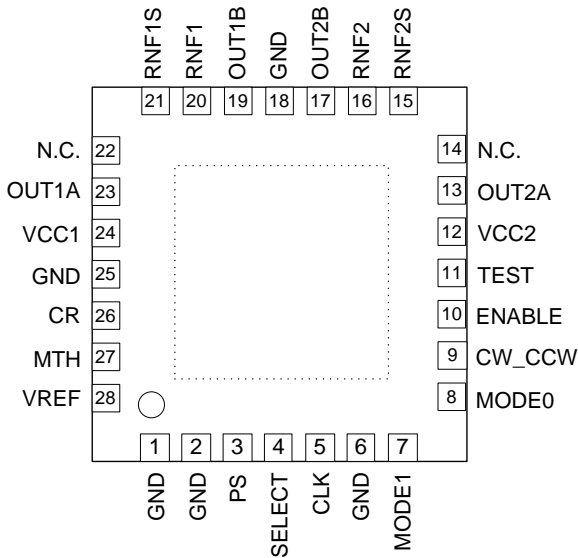 RNF1S RNF1 OUT1B GND OUT2B RNF2 RNF2S
21 20 19 18 17 16 15
N.C. 22 14 N.C.
OUT1A 23 13 OUT2A
VCC1 24 12 VCC2
GND 25 11 TEST
CR 26 10 ENABLE
MTH 27 9 CW_CCW
VREF 28 8 MODE0
1 2 3 4 5 6 7
GND GND PS SELECT CLK GND MODE1